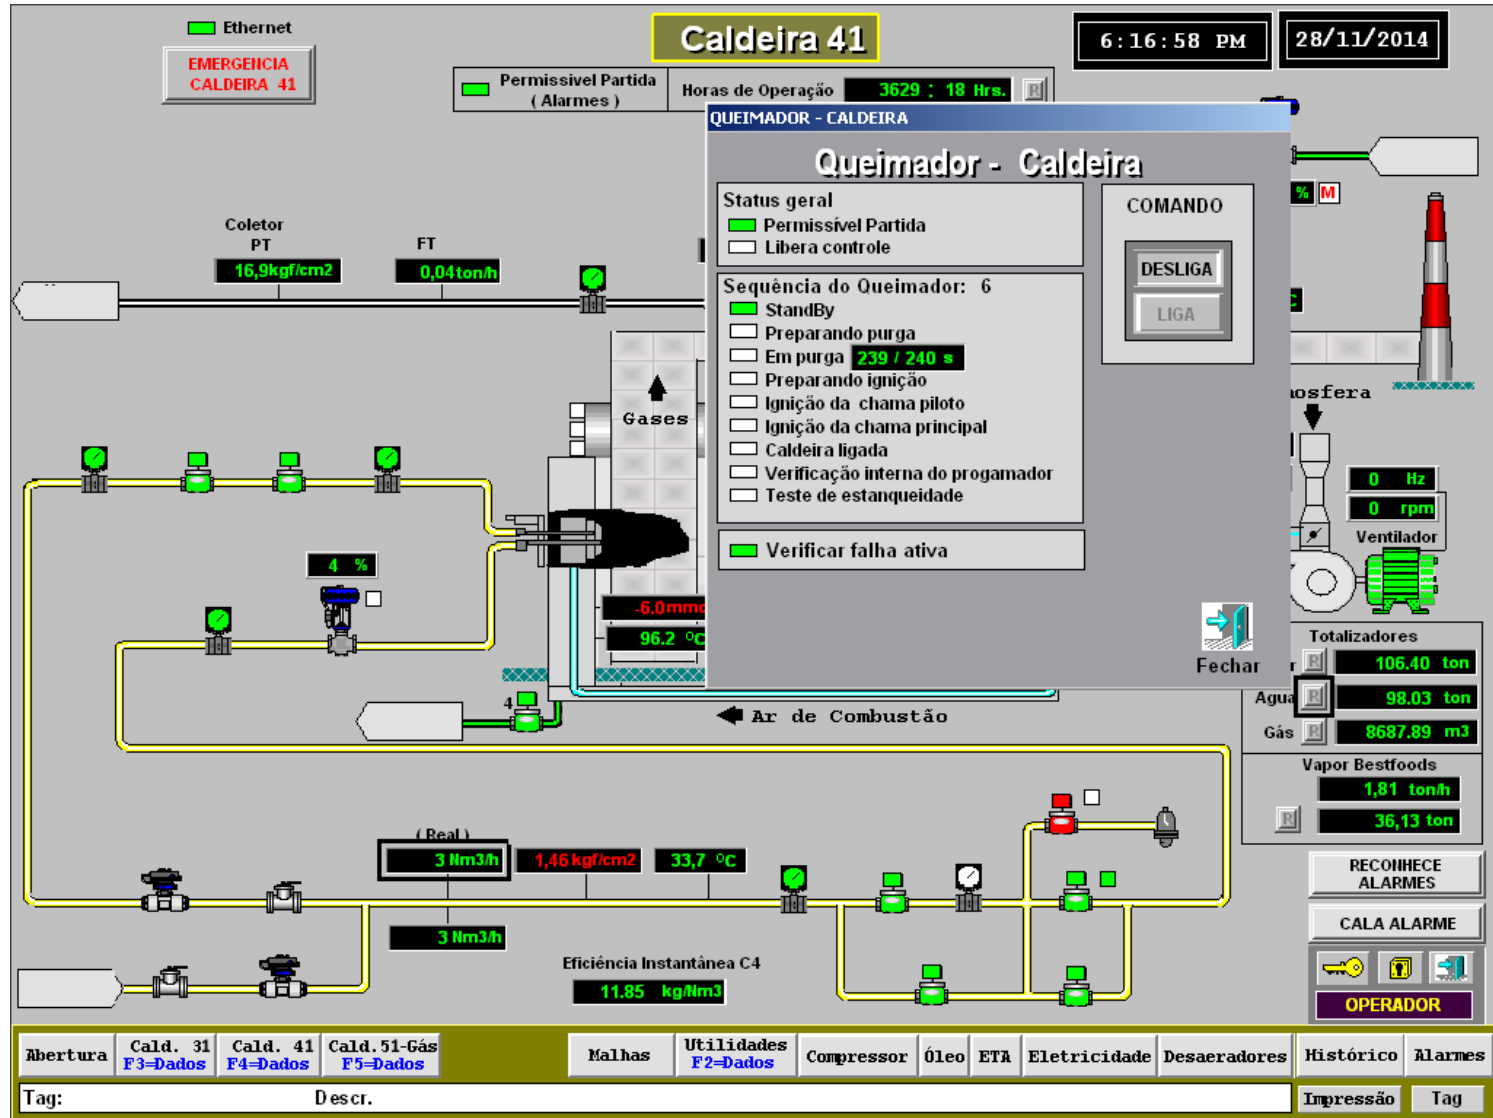 Ethernet
EMERGENCIA
CALDEIRA 41
Caldeira 41
6:16:58 PM
28/11/2014
Permissivel Partida
( Alarmes )
Horas de Operação
3629 : 18 Hrs.
R
QUEIMADOR - CALDEIRA
Queimador - Caldeira
Status geral
Permissível Partida
Libera controle
COMANDO
DESLIGA
LIGA
Sequência do Queimador: 6
StandBy
Preparando purga
Em purga 239 / 240 s
Preparando ignição
Ignição da chama piloto
Ignição da chama principal
Caldeira ligada
Verificação interna do progamador
Teste de estanqueidade
Verificar falha ativa
Fechar
% M
Coletor
PT
16,9kgf/cm2
FT
0,04ton/h
Gases
4 %
-6.0mmc
96.2 ºC
4
Ar de Combustão
0 Hz
0 rpm
Ventilador
Totalizadores
R 106.40 ton
Agua R 98.03 ton
Gás R 8687.89 m3
Vapor Bestfoods
1,81 ton/h
R 36,13 ton
( Real )
3 Nm3/h
1,46 kgf/cm2
33,7 ºC
3 Nm3/h
Eficiência Instantânea C4
11.85 kg/Nm3
RECONHECE
ALARMES
CALA ALARME
OPERADOR
Abertura
Cald. 31
F3=Dados
Cald. 41
F4=Dados
Cald.51-Gás
F5=Dados
Malhas
Utilidades
F2=Dados
Compressor
Óleo
ETA
Eletricidade
Desaeradores
Histórico
Alarmes
Tag:
Descr.
Impressão
Tag